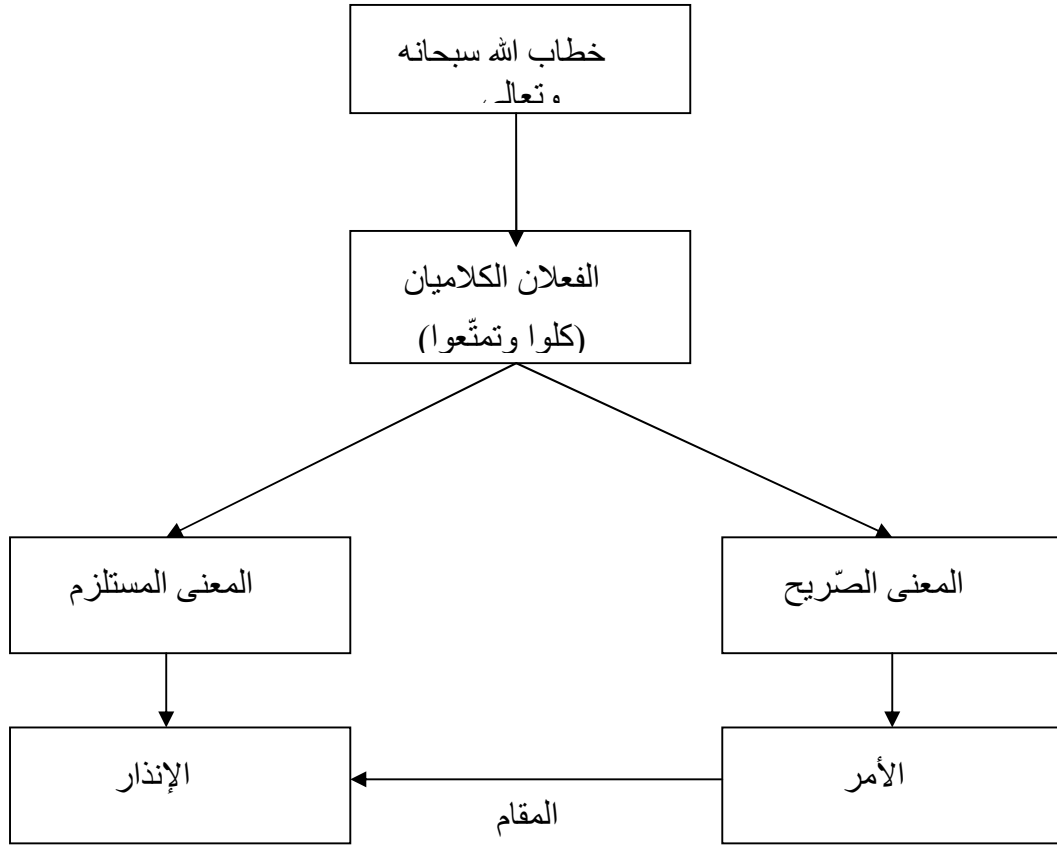 خطاب الله سبحانه
وتعالى
الفعلان الكلاميان
(كلوا وتمتّعوا)
المعنى الصّريح
المعنى المستلزم
الأمر
الإنذار
المقام